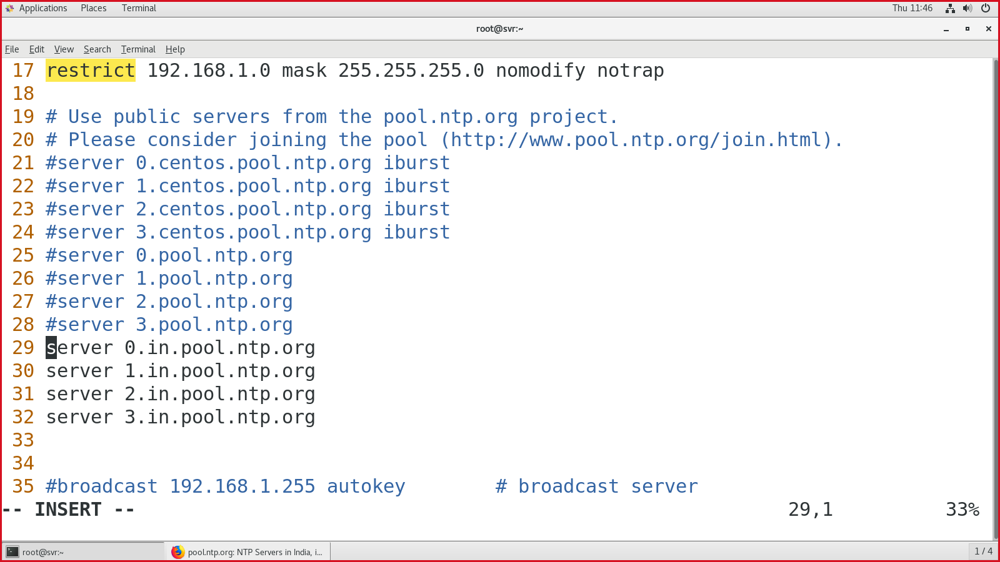 Applications Places Terminal Thu 11:46
root@svr:~
File Edit View Search Terminal Help
17 restrict 192.168.1.0 mask 255.255.255.0 nomodify notrap
18
19 # Use public servers from the pool.ntp.org project.
20 # Please consider joining the pool (http://www.pool.ntp.org/join.html).
21 #server 0.centos.pool.ntp.org iburst
22 #server 1.centos.pool.ntp.org iburst
23 #server 2.centos.pool.ntp.org iburst
24 #server 3.centos.pool.ntp.org iburst
25 #server 0.pool.ntp.org
26 #server 1.pool.ntp.org
27 #server 2.pool.ntp.org
28 #server 3.pool.ntp.org
29 server 0.in.pool.ntp.org
30 server 1.in.pool.ntp.org
31 server 2.in.pool.ntp.org
32 server 3.in.pool.ntp.org
33
34
35 #broadcast 192.168.1.255 autokey # broadcast server
-- INSERT -- 29,1 33%
root@svr:~ pool.ntp.org: NTP Servers in India, i... 1 / 4